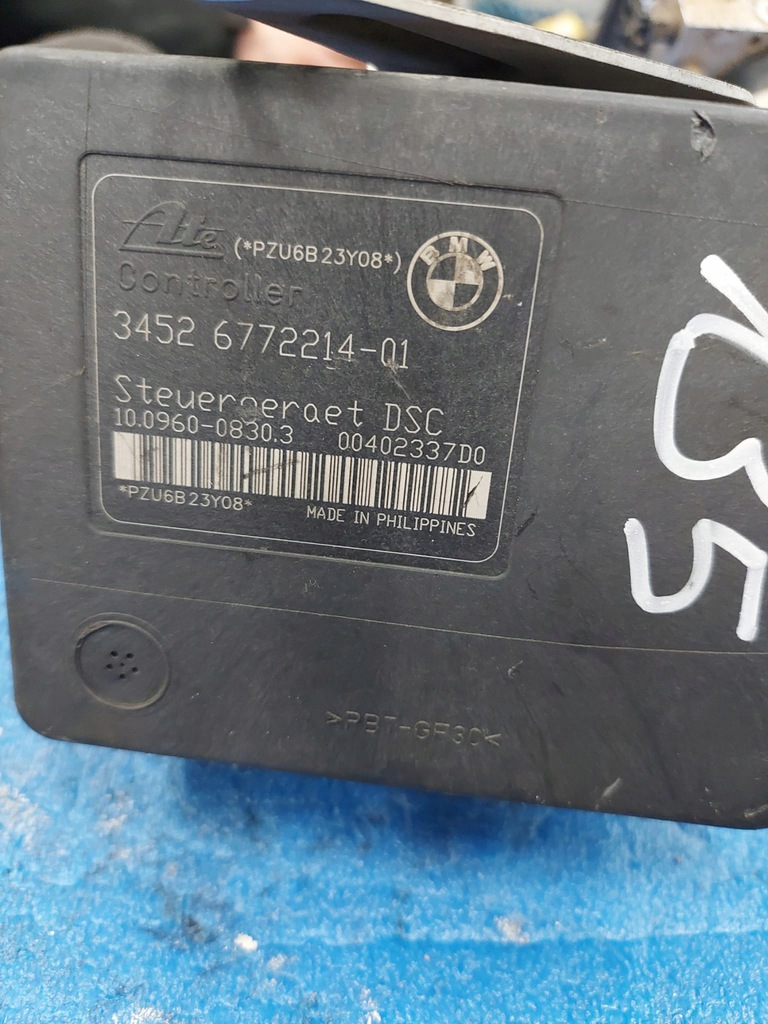 Ate (*PZU6B23Y08*)
BMW
Controller
3452 6772214-01
Steuergeraet DSC
10.0960-0830.3 00402337D0
*PZU6B23Y08*
MADE IN PHILIPPINES
>PBT-GF30<
35